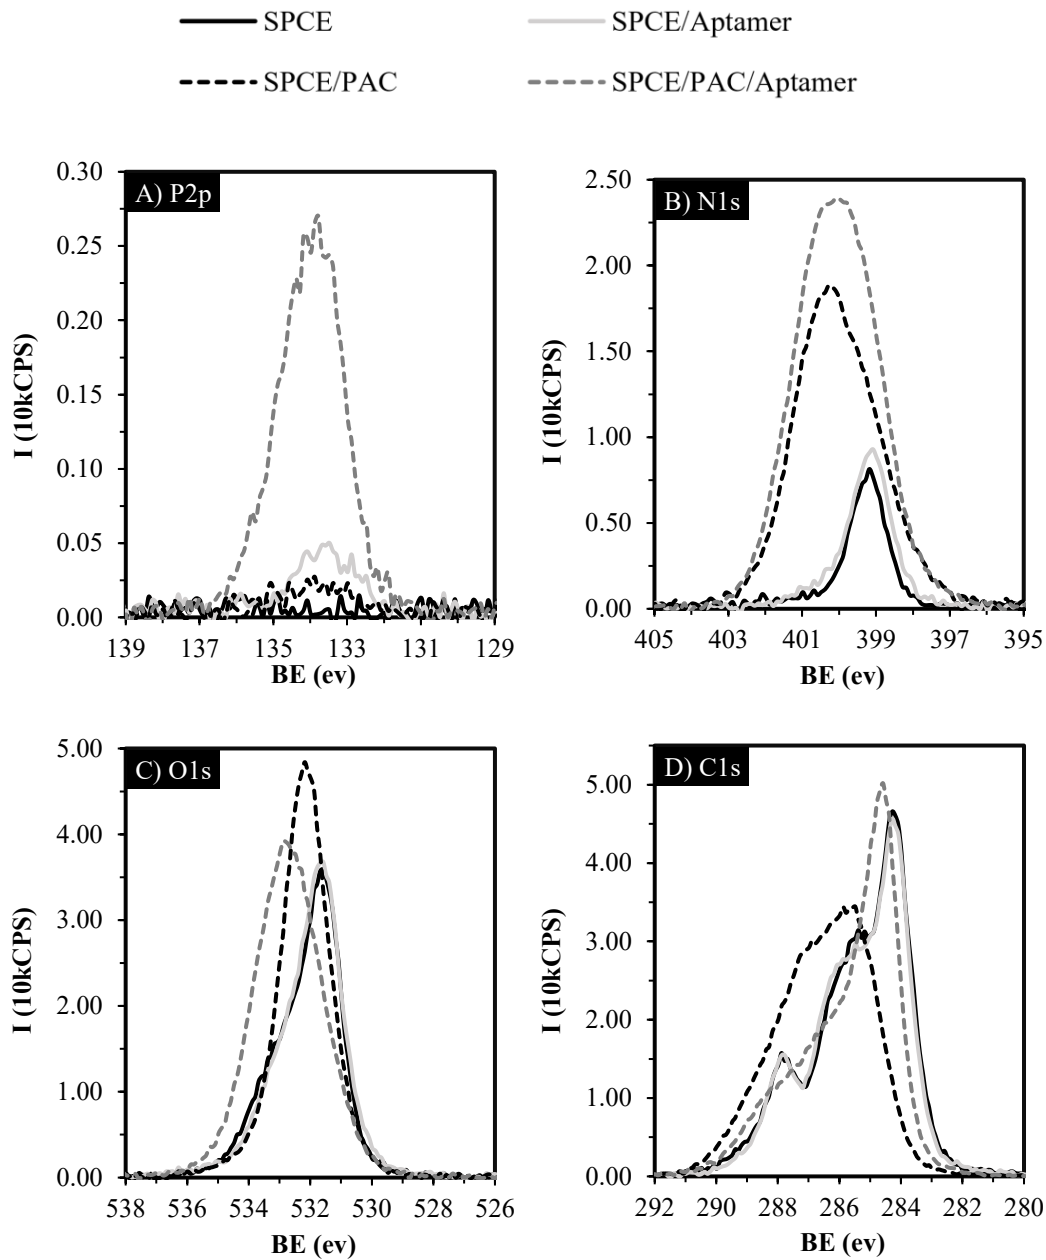 SPCE SPCE/Aptamer
SPCE/PAC SPCE/PAC/Aptamer
A) P2p
0.30
0.25
0.20
0.15
0.10
0.05
0.00
I (10kCPS)
139 137 135 133 131 129
BE (ev)
B) N1s
2.50
2.00
1.50
1.00
0.50
0.00
I (10kCPS)
405 403 401 399 397 395
BE (ev)
C) O1s
5.00
4.00
3.00
2.00
1.00
0.00
I (10kCPS)
538 536 534 532 530 528 526
BE (ev)
D) C1s
5.00
4.00
3.00
2.00
1.00
0.00
I (10kCPS)
292 290 288 286 284 282 280
BE (ev)